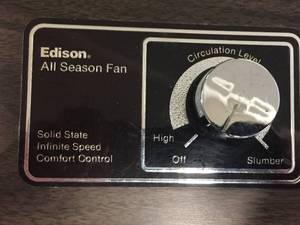 Edison®
All Season Fan
Solid State
Infinite Speed
Comfort Control
Circulation Level
High
Off
Slumber